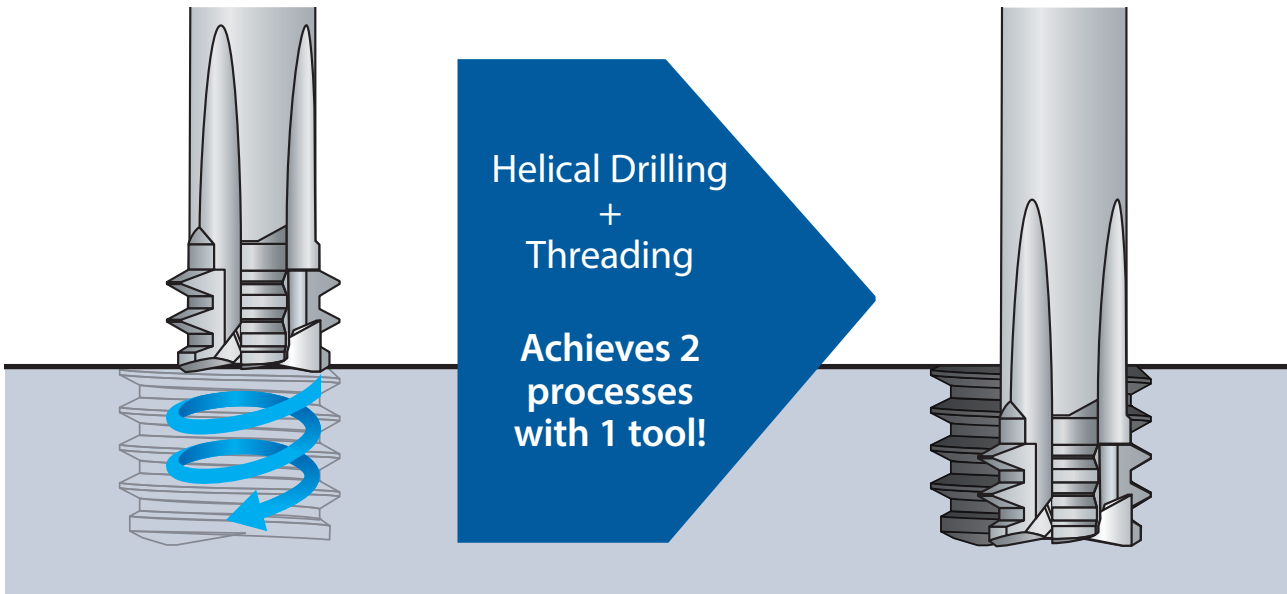 Helical Drilling
+
Threading
Achieves 2
processes
with 1 tool!